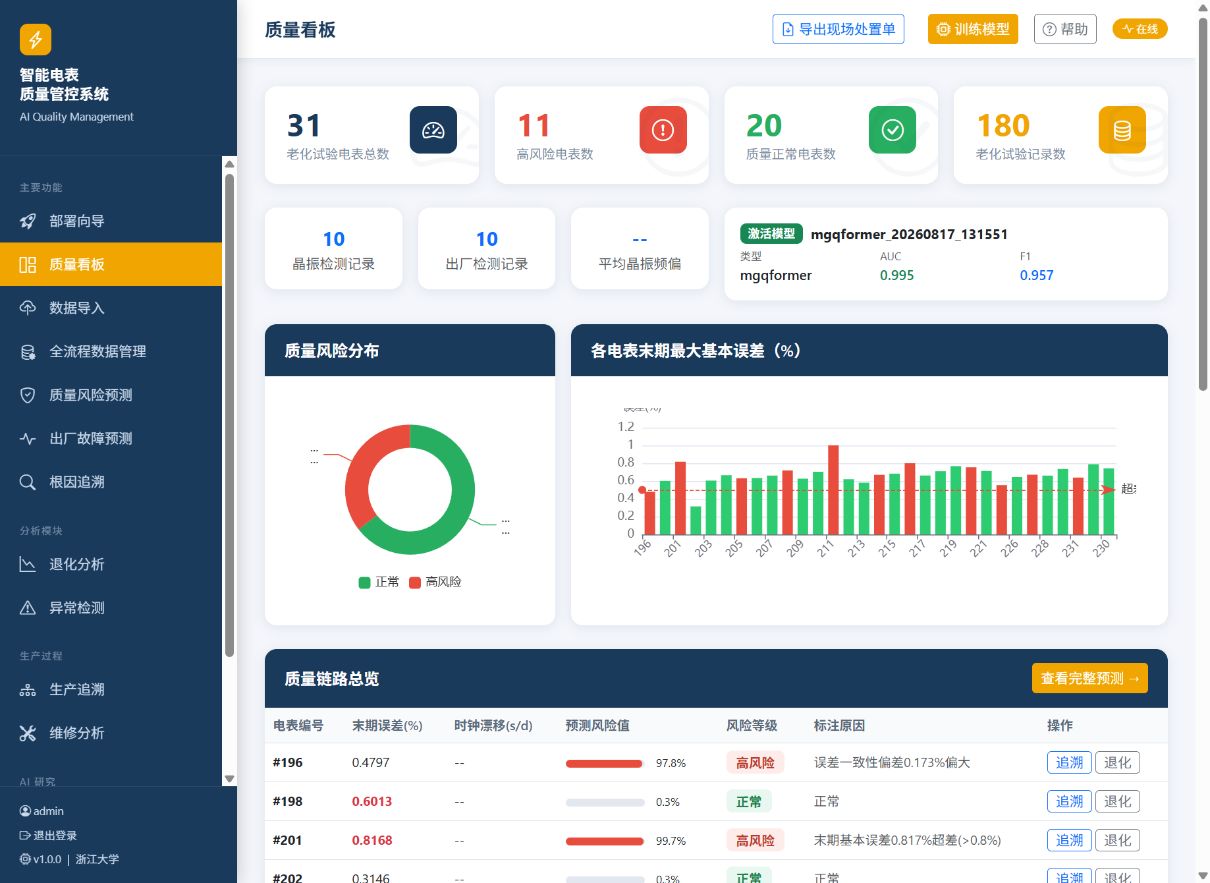 智能电表
质量管控系统
AI Quality Management
主要功能
部署向导
质量看板
数据导入
全流程数据管理
质量风险预测
出厂故障预测
根因追溯
分析模块
退化分析
异常检测
生产过程
生产追溯
维修分析
AI 研究
admin
退出登录
v1.0.0 | 浙江大学
质量看板
导出现场处置单
训练模型
帮助
在线
31
老化试验电表总数
11
高风险电表数
20
质量正常电表数
180
老化试验记录数
10
晶振检测记录
10
出厂检测记录
--
平均晶振频偏
激活模型 mgqformer_20260817_131551
类型 AUC F1
mgqformer 0.995 0.957
质量风险分布
...
...
...
...
正常 高风险
各电表末期最大基本误差（%）
误差(%)
1.2
1
0.8
0.6
0.4
0.2
0
196 201 203 205 207 209 211 213 215 217 219 221 226 228 231 230
质量链路总览
查看完整预测 →
电表编号 末期误差(%) 时钟漂移(s/d) 预测风险值 风险等级 标注原因 操作
#196 0.4797 -- 97.8% 高风险 误差一致性偏差0.173%偏大 追溯 退化
#198 0.6013 -- 0.3% 正常 正常 追溯 退化
#201 0.8168 -- 99.7% 高风险 末期基本误差0.817%超差(>0.8%) 追溯 退化
#202 0.3146 -- 0.3% 正常 正常 追溯 退化